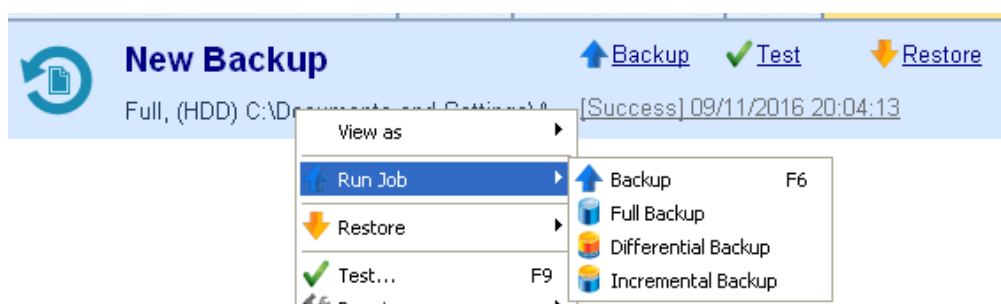 New Backup
Backup
Test
Restore
Full, (HDD) C:\Documents and Settings\
[Success] 09/11/2016 20:04:13
View as
Run Job
Backup F6
Full Backup
Restore
Differential Backup
Test... F9
Incremental Backup